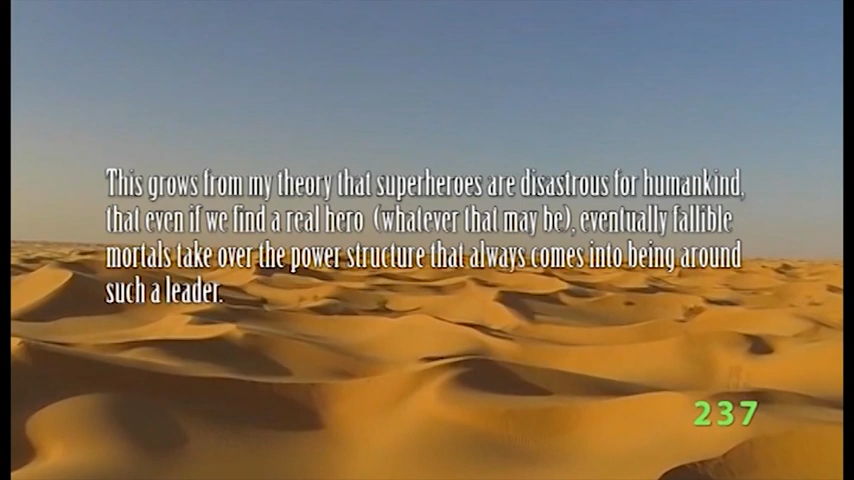 This grows from my theory that superheroes are disastrous for humankind,
that even if we find a real hero (whatever that may be), eventually fallible
mortals take over the power structure that always comes into being around
such a leader.
237